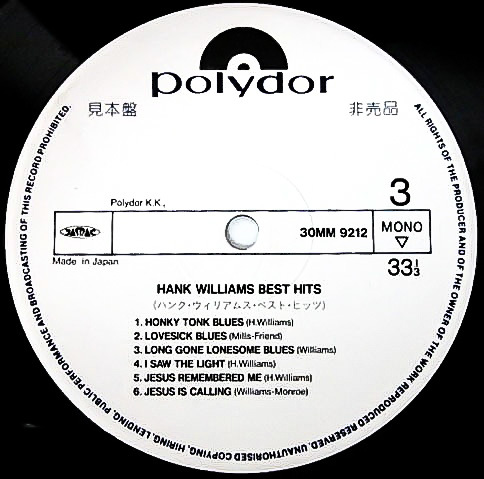 polydor
見本盤
非売品
3
Polydor K.K.,
JASRAC
30MM 9212
MONO
Made in Japan
33 1/3
HANK WILLIAMS BEST HITS
(ハンク・ウィリアムス・ベスト・ヒッツ)
1. HONKY TONK BLUES (H.Williams)
2. LOVESICK BLUES (Mills-Friend)
3. LONG GONE LONESOME BLUES (Williams)
4. I SAW THE LIGHT (H.Williams)
5. JESUS REMEMBERED ME (H.Williams)
6. JESUS IS CALLING (Williams-Monroe)
ALL RIGHTS OF THE PRODUCER AND OF THE OWNER OF THE WORK REPRODUCED RESERVED. UNAUTHORISED COPYING, HIRING, LENDING, PUBLIC PERFORMANCE AND BROADCASTING OF THIS RECORD PROHIBITED.